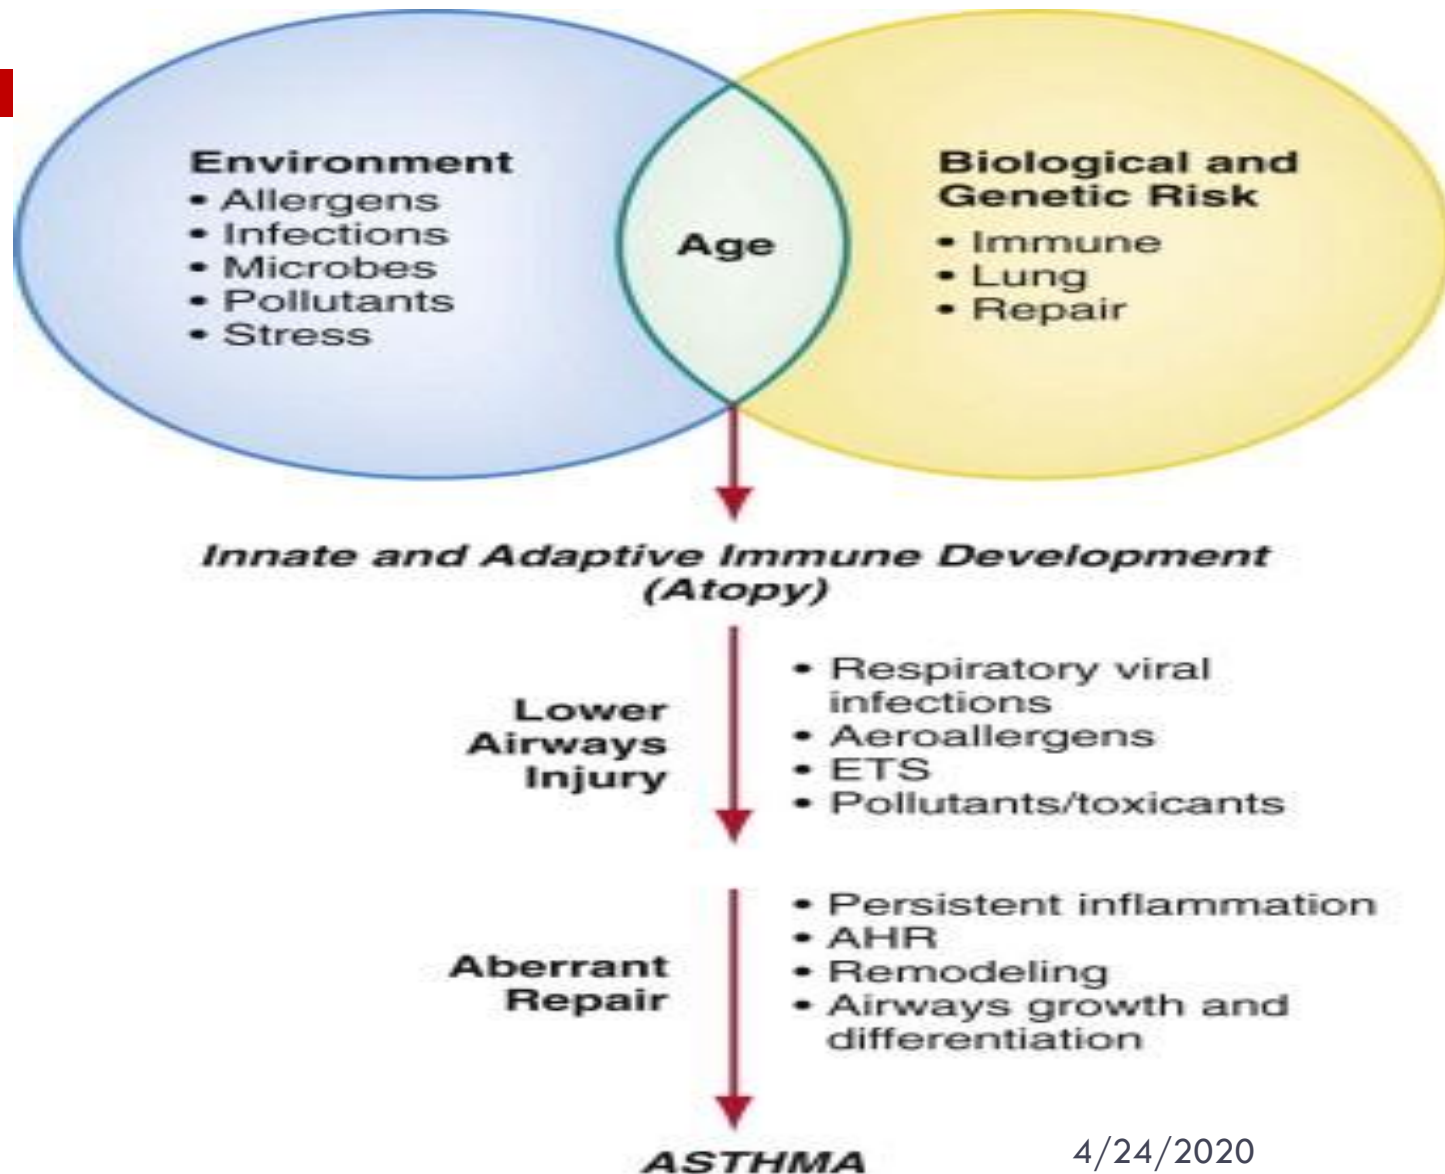 Environment
• Allergens
• Infections
• Microbes
• Pollutants
• Stress
Age
Biological and
Genetic Risk
• Immune
• Lung
• Repair
Innate and Adaptive Immune Development
(Atopy)
Lower
Airways
Injury
• Respiratory viral
infections
• Aeroallergens
• ETS
• Pollutants/toxicants
Aberrant
Repair
• Persistent inflammation
• AHR
• Remodeling
• Airways growth and
differentiation
ASTHMA
4/24/2020